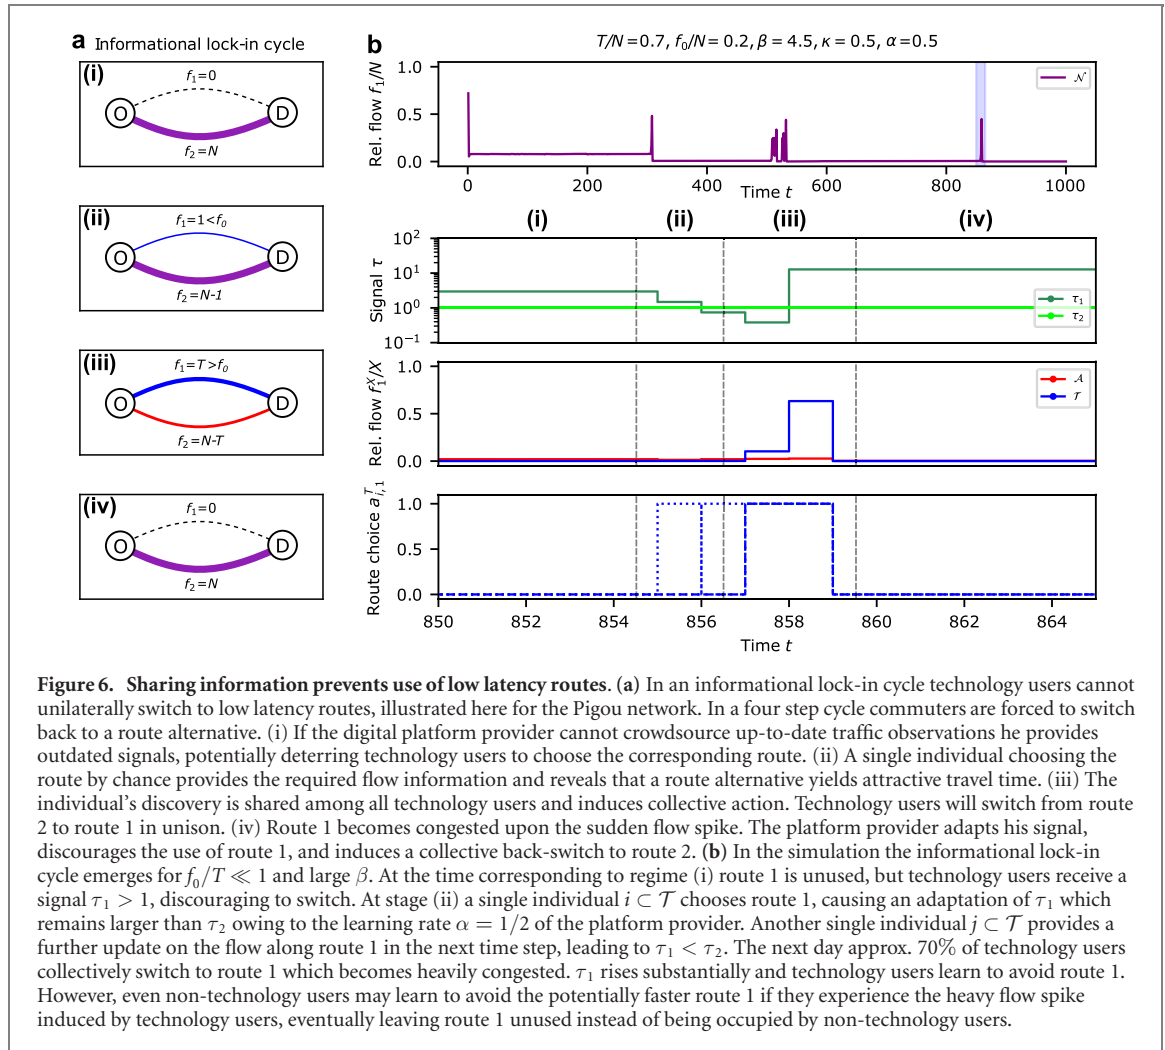 a Informational lock-in cycle
(i)
f₁=0
O
D
f₂=N
(ii)
f₁=1<f₀
O
D
f₂=N-1
(iii)
f₁=T>f₀
O
D
f₂=N-T
(iv)
f₁=0
O
D
f₂=N
b
T/N=0.7, f₀/N=0.2, β=4.5, κ=0.5, α=0.5
Rel. flow f₁/N
1.0
0.5
0.0
𝒩
0 200 400 600 800 1000
Time t
(i) (ii) (iii) (iv)
Signal τ
10²
10¹
10⁰
10⁻¹
τ₁
τ₂
Rel. flow f₁ˣ/X
1.0
0.5
0.0
𝒜
𝒯
Route choice aᵀᵢ,₁
1.0
0.5
0.0
850 852 854 856 858 860 862 864
Time t
Figure 6. Sharing information prevents use of low latency routes. (a) In an informational lock-in cycle technology users cannot
unilaterally switch to low latency routes, illustrated here for the Pigou network. In a four step cycle commuters are forced to switch
back to a route alternative. (i) If the digital platform provider cannot crowdsource up-to-date traffic observations he provides
outdated signals, potentially deterring technology users to choose the corresponding route. (ii) A single individual choosing the
route by chance provides the required flow information and reveals that a route alternative yields attractive travel time. (iii) The
individual's discovery is shared among all technology users and induces collective action. Technology users will switch from route
2 to route 1 in unison. (iv) Route 1 becomes congested upon the sudden flow spike. The platform provider adapts his signal,
discourages the use of route 1, and induces a collective back-switch to route 2. (b) In the simulation the informational lock-in
cycle emerges for f₀/T ≪ 1 and large β. At the time corresponding to regime (i) route 1 is unused, but technology users receive a
signal τ₁ > 1, discouraging to switch. At stage (ii) a single individual i ⊂ 𝒯 chooses route 1, causing an adaptation of τ₁ which
remains larger than τ₂ owing to the learning rate α = 1/2 of the platform provider. Another single individual j ⊂ 𝒯 provides a
further update on the flow along route 1 in the next time step, leading to τ₁ < τ₂. The next day approx. 70% of technology users
collectively switch to route 1 which becomes heavily congested. τ₁ rises substantially and technology users learn to avoid route 1.
However, even non-technology users may learn to avoid the potentially faster route 1 if they experience the heavy flow spike
induced by technology users, eventually leaving route 1 unused instead of being occupied by non-technology users.